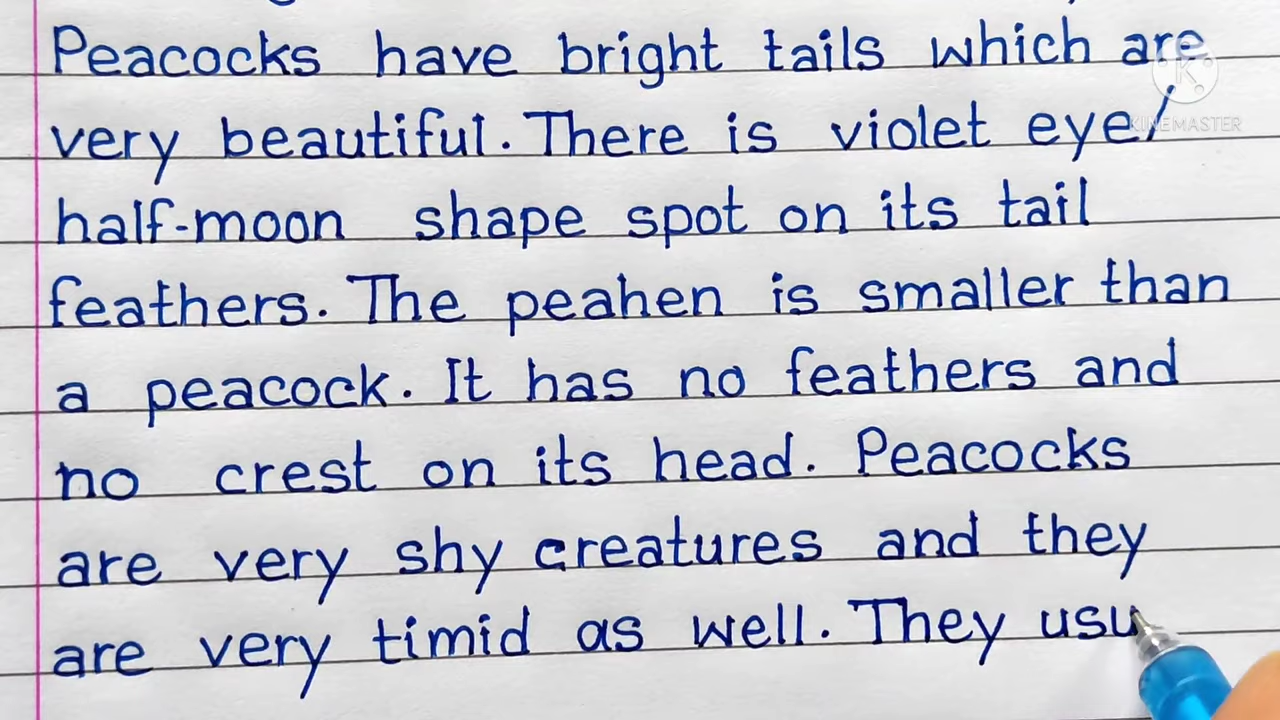 Peacocks have bright tails which are
very beautiful. There is violet eye/
half-moon shape spot on its tail
feathers. The peahen is smaller than
a peacock. It has no feathers and
no crest on its head. Peacocks
are very shy creatures and they
are very timid as well. They usu
KINEMASTER